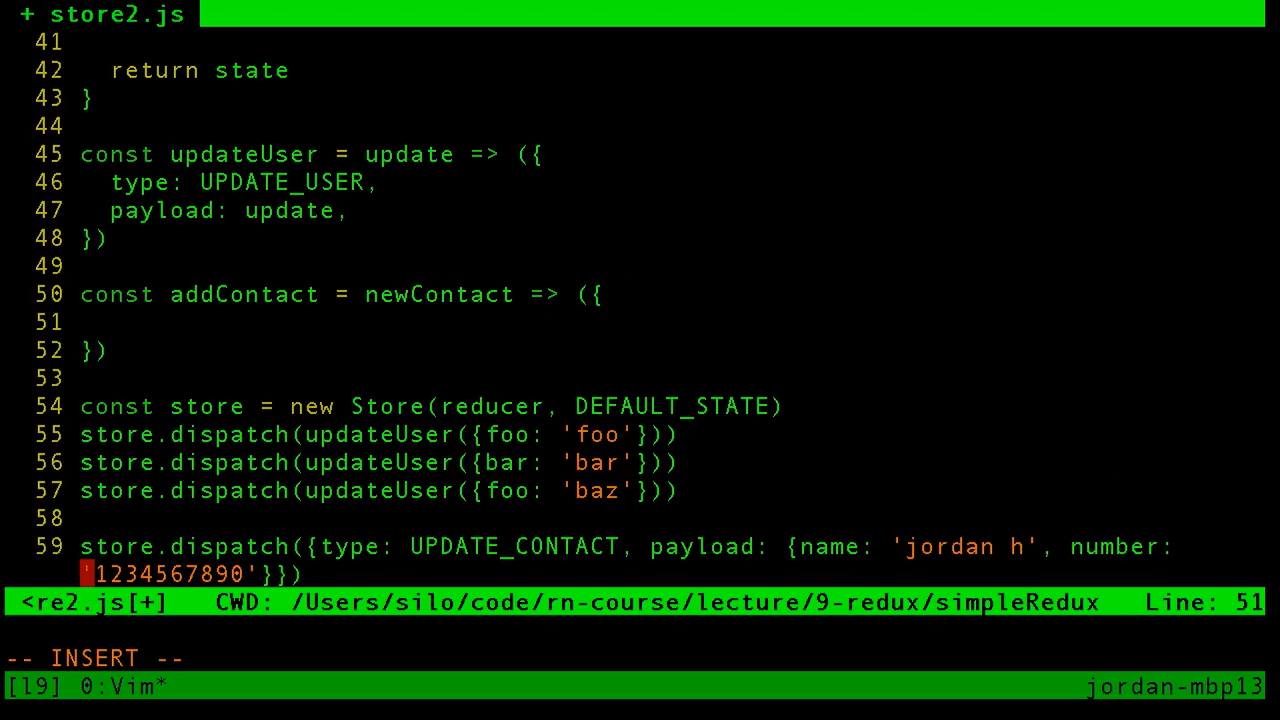 + store2.js
41
42   return state
43 }
44
45 const updateUser = update => ({
46   type: UPDATE_USER,
47   payload: update,
48 })
49
50 const addContact = newContact => ({
51
52 })
53
54 const store = new Store(reducer, DEFAULT_STATE)
55 store.dispatch(updateUser({foo: 'foo'}))
56 store.dispatch(updateUser({bar: 'bar'}))
57 store.dispatch(updateUser({foo: 'baz'}))
58
59 store.dispatch({type: UPDATE_CONTACT, payload: {name: 'jordan h', number:
'1234567890'}})
<re2.js[+]   CWD: /Users/silo/code/rn-course/lecture/9-redux/simpleRedux   Line: 51
-- INSERT --
[l9] 0:Vim* jordan-mbp13